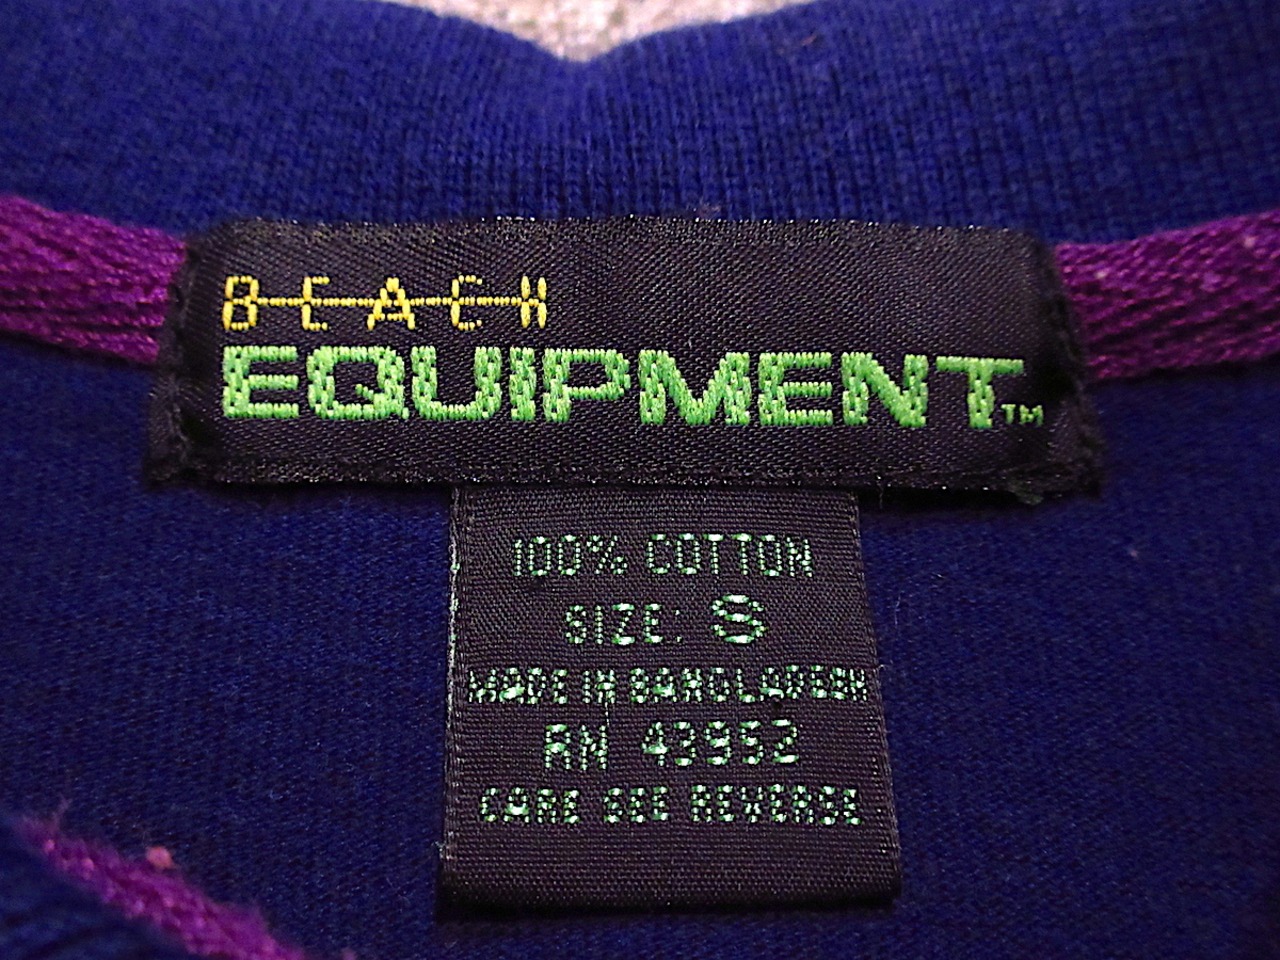 BEACH
EQUIPMENT™
100% COTTON
SIZE: S
MADE IN BANGLADESH
RN 43952
CARE SEE REVERSE